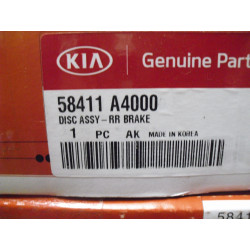 KIA
Genuine Part
58411 A4000
DISC ASSY-RR BRAKE
1 PC AK MADE IN KOREA
5841